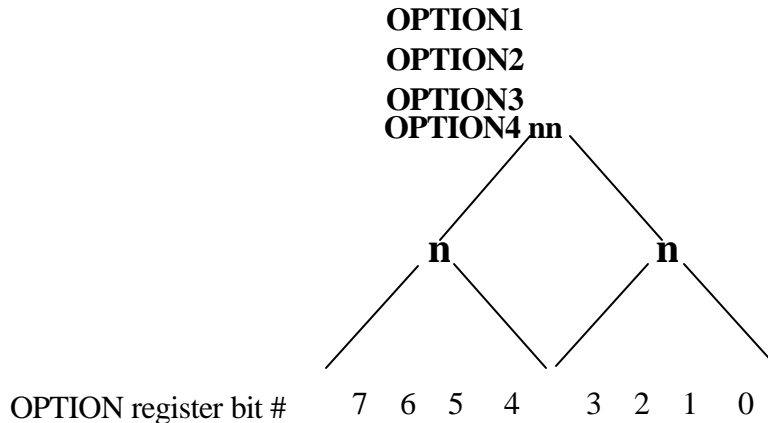 OPTION1
OPTION2
OPTION3
OPTION4 nn
n n
OPTION register bit # 7 6 5 4 3 2 1 0